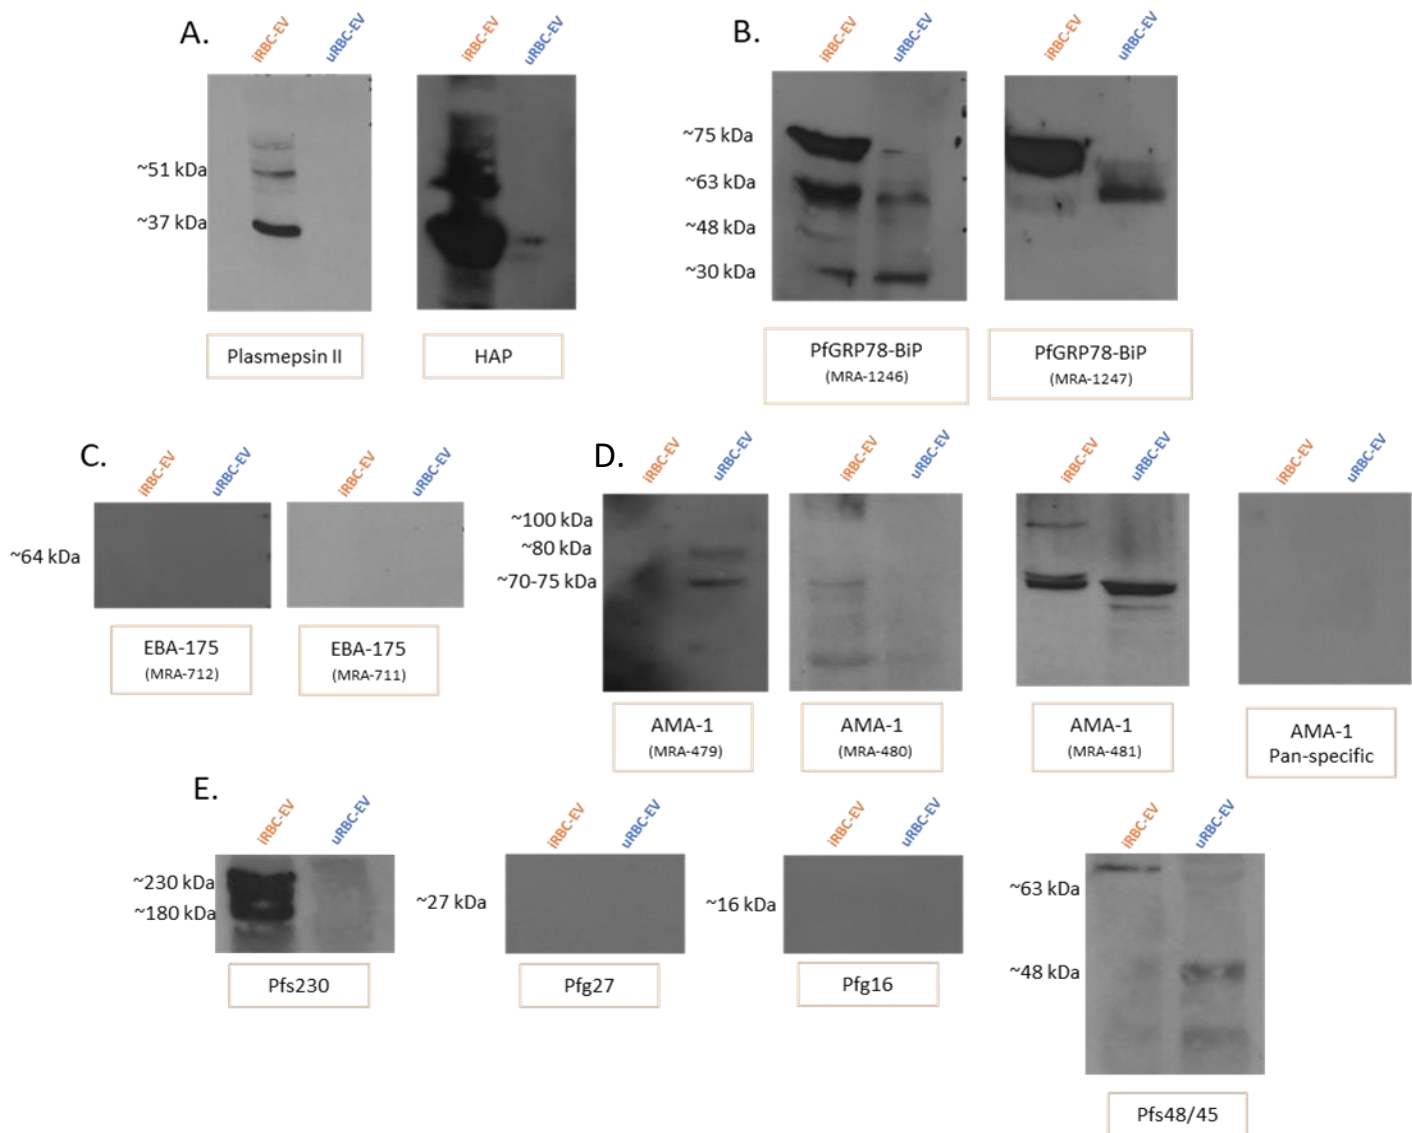 A.
iRBC-EV
uRBC-EV
iRBC-EV
uRBC-EV
~51 kDa
~37 kDa
Plasmepsin II
HAP
B.
iRBC-EV
uRBC-EV
iRBC-EV
uRBC-EV
~75 kDa
~63 kDa
~48 kDa
~30 kDa
PfGRP78-BiP
(MRA-1246)
PfGRP78-BiP
(MRA-1247)
C.
iRBC-EV
uRBC-EV
iRBC-EV
uRBC-EV
~64 kDa
EBA-175
(MRA-712)
EBA-175
(MRA-711)
D.
iRBC-EV
uRBC-EV
iRBC-EV
uRBC-EV
iRBC-EV
uRBC-EV
iRBC-EV
uRBC-EV
~100 kDa
~80 kDa
~70-75 kDa
AMA-1
(MRA-479)
AMA-1
(MRA-480)
AMA-1
(MRA-481)
AMA-1
Pan-specific
E.
iRBC-EV
uRBC-EV
iRBC-EV
uRBC-EV
iRBC-EV
uRBC-EV
iRBC-EV
uRBC-EV
~230 kDa
~180 kDa
Pfs230
~27 kDa
Pfg27
~16 kDa
Pfg16
~63 kDa
~48 kDa
Pfs48/45